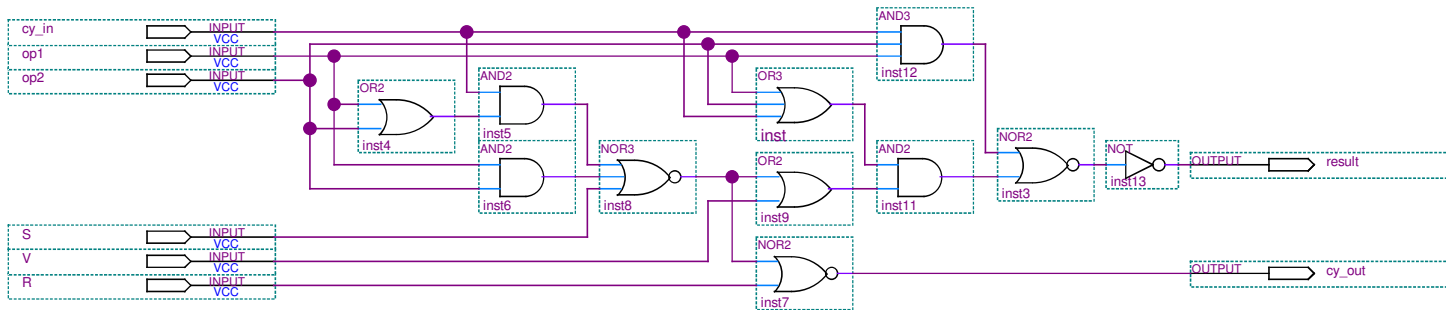 cy_in
INPUT
VCC
op1
INPUT
VCC
op2
INPUT
VCC
AND3
inst12
OR2
inst4
AND2
inst5
OR3
inst
AND2
inst6
NOR3
inst8
OR2
inst9
AND2
inst11
NOR2
inst3
NOT
inst13
OUTPUT
result
S
INPUT
VCC
V
INPUT
VCC
R
INPUT
VCC
NOR2
inst7
OUTPUT
cy_out